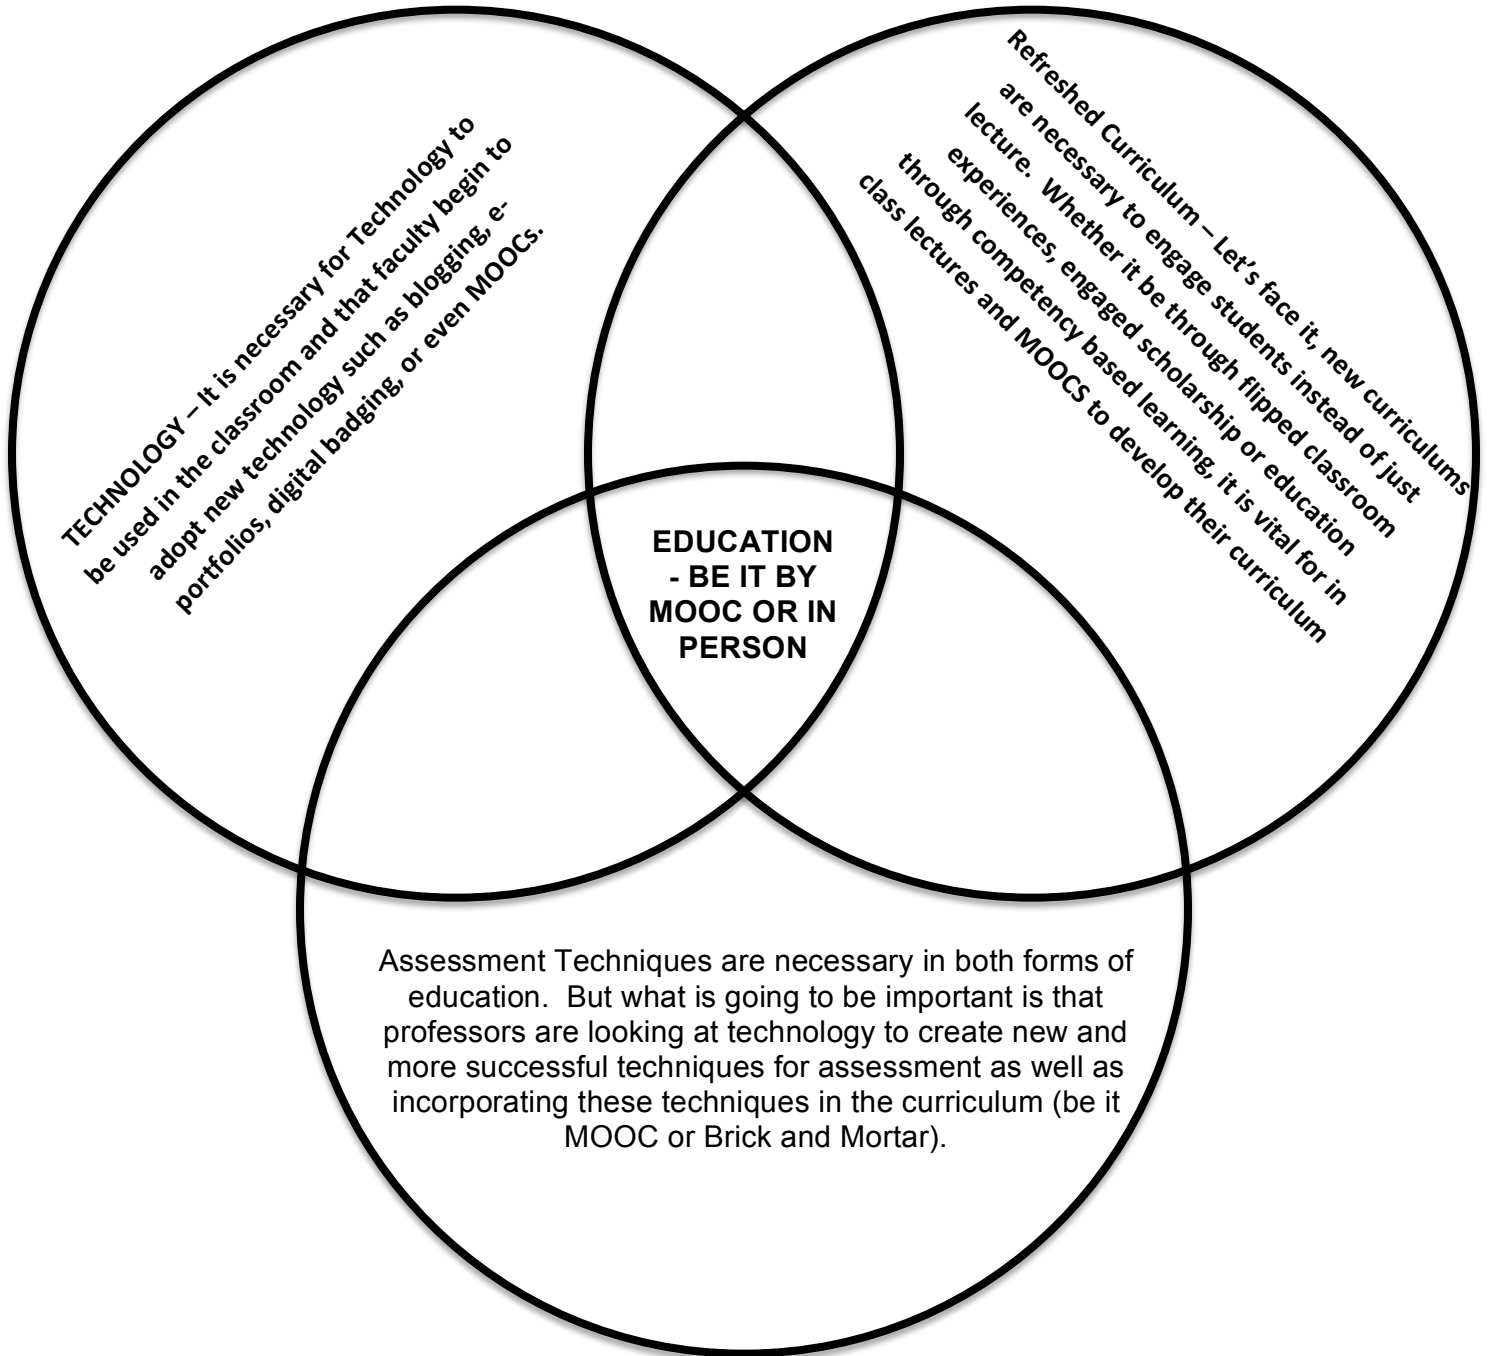 TECHNOLOGY – It is necessary for Technology to
be used in the classroom and that faculty begin to
adopt new technology such as blogging, e-
portfolios, digital badging, or even MOOCs.
Refreshed Curriculum – Let's face it, new curriculums
are necessary to engage students instead of just
lecture.  Whether it be through flipped classroom
experiences, engaged scholarship or education
through competency based learning, it is vital for in
class lectures and MOOCS to develop their curriculum
EDUCATION
- BE IT BY
MOOC OR IN
PERSON
Assessment Techniques are necessary in both forms of
education.  But what is going to be important is that
professors are looking at technology to create new and
more successful techniques for assessment as well as
incorporating these techniques in the curriculum (be it
MOOC or Brick and Mortar).